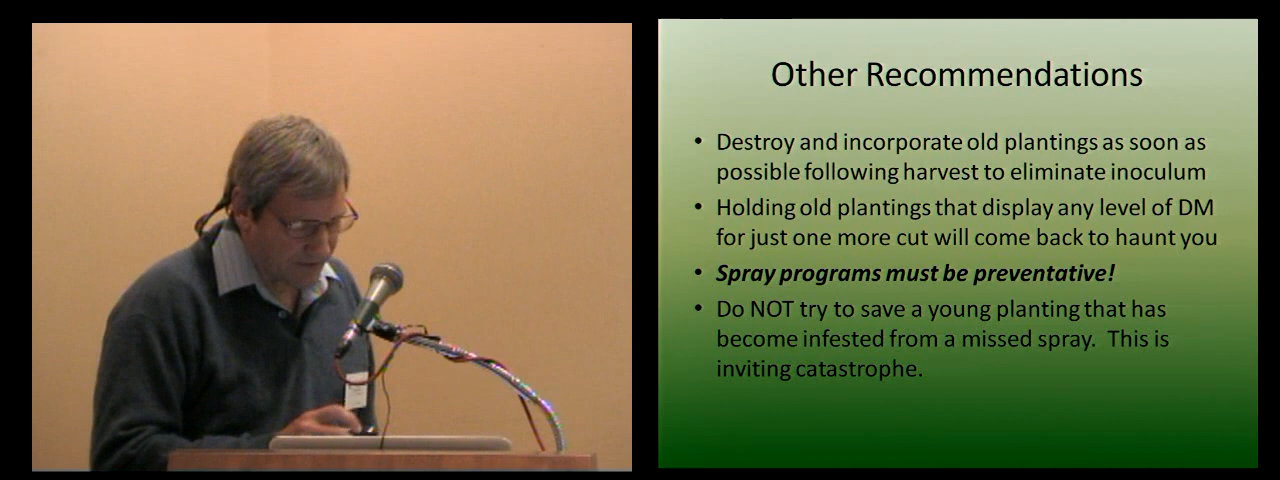 Other Recommendations
• Destroy and incorporate old plantings as soon as
possible following harvest to eliminate inoculum
• Holding old plantings that display any level of DM
for just one more cut will come back to haunt you
• Spray programs must be preventative!
• Do NOT try to save a young planting that has
become infested from a missed spray.  This is
inviting catastrophe.